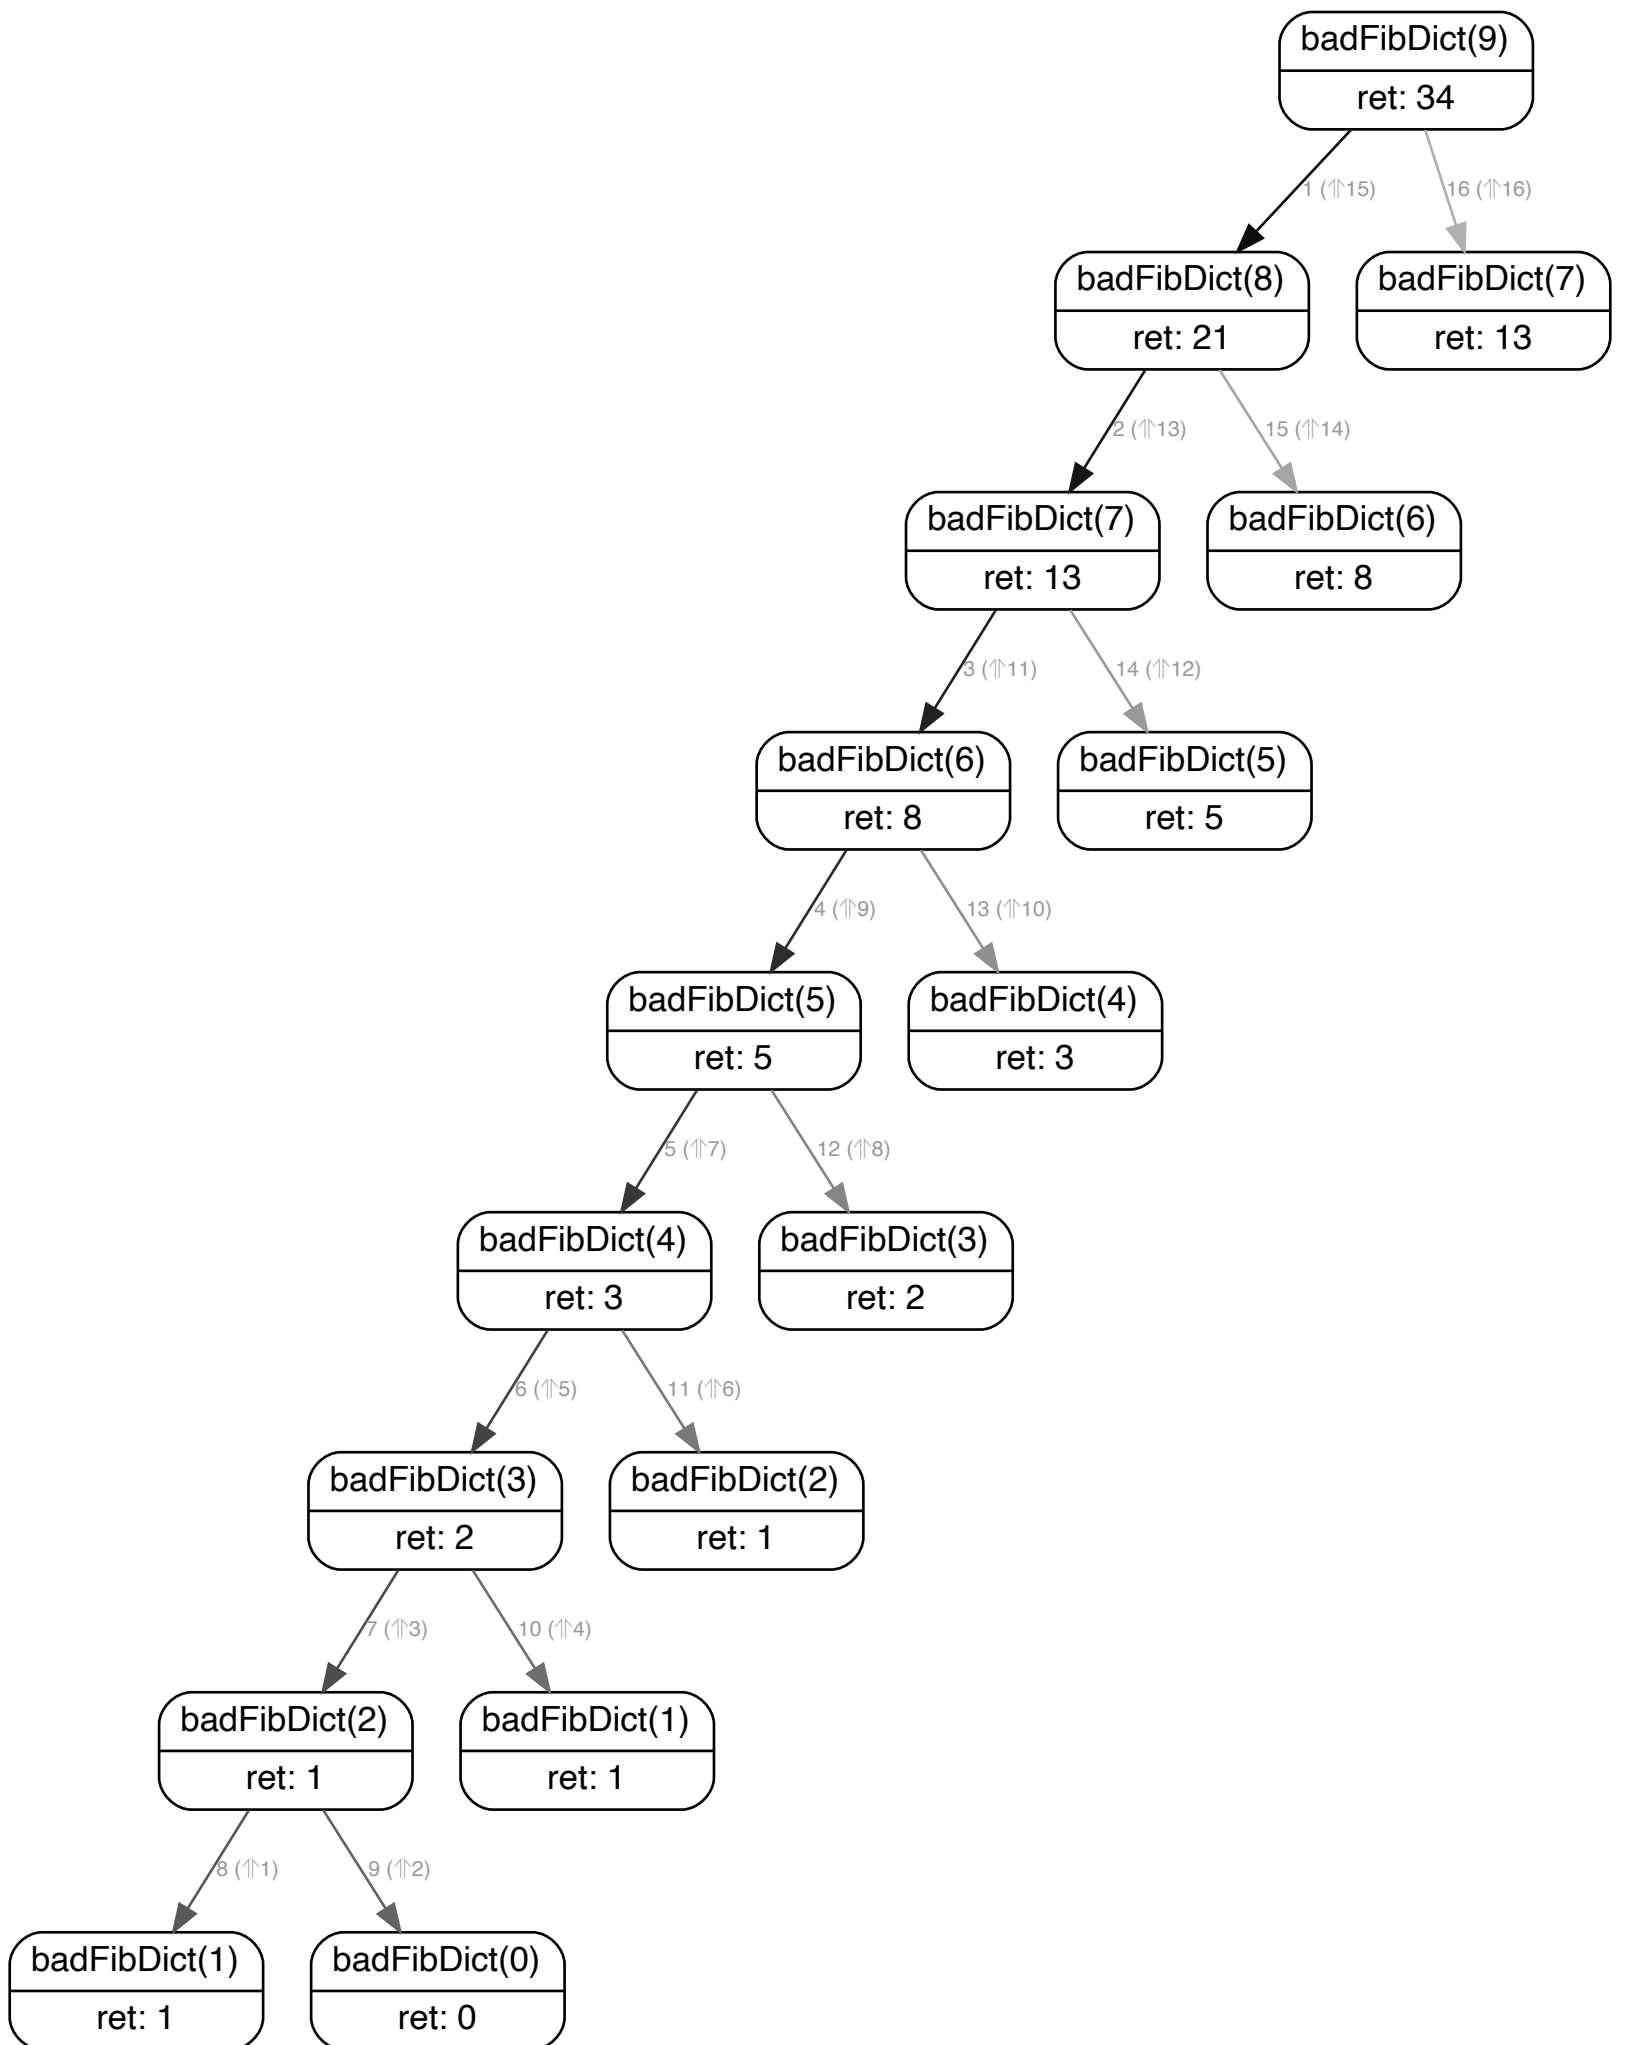 badFibDict(9)
ret: 34
1 (⥣15)
16 (⥣16)
badFibDict(8)
ret: 21
badFibDict(7)
ret: 13
2 (⥣13)
15 (⥣14)
badFibDict(7)
ret: 13
badFibDict(6)
ret: 8
3 (⥣11)
14 (⥣12)
badFibDict(6)
ret: 8
badFibDict(5)
ret: 5
4 (⥣9)
13 (⥣10)
badFibDict(5)
ret: 5
badFibDict(4)
ret: 3
5 (⥣7)
12 (⥣8)
badFibDict(4)
ret: 3
badFibDict(3)
ret: 2
6 (⥣5)
11 (⥣6)
badFibDict(3)
ret: 2
badFibDict(2)
ret: 1
7 (⥣3)
10 (⥣4)
badFibDict(2)
ret: 1
badFibDict(1)
ret: 1
8 (⥣1)
9 (⥣2)
badFibDict(1)
ret: 1
badFibDict(0)
ret: 0